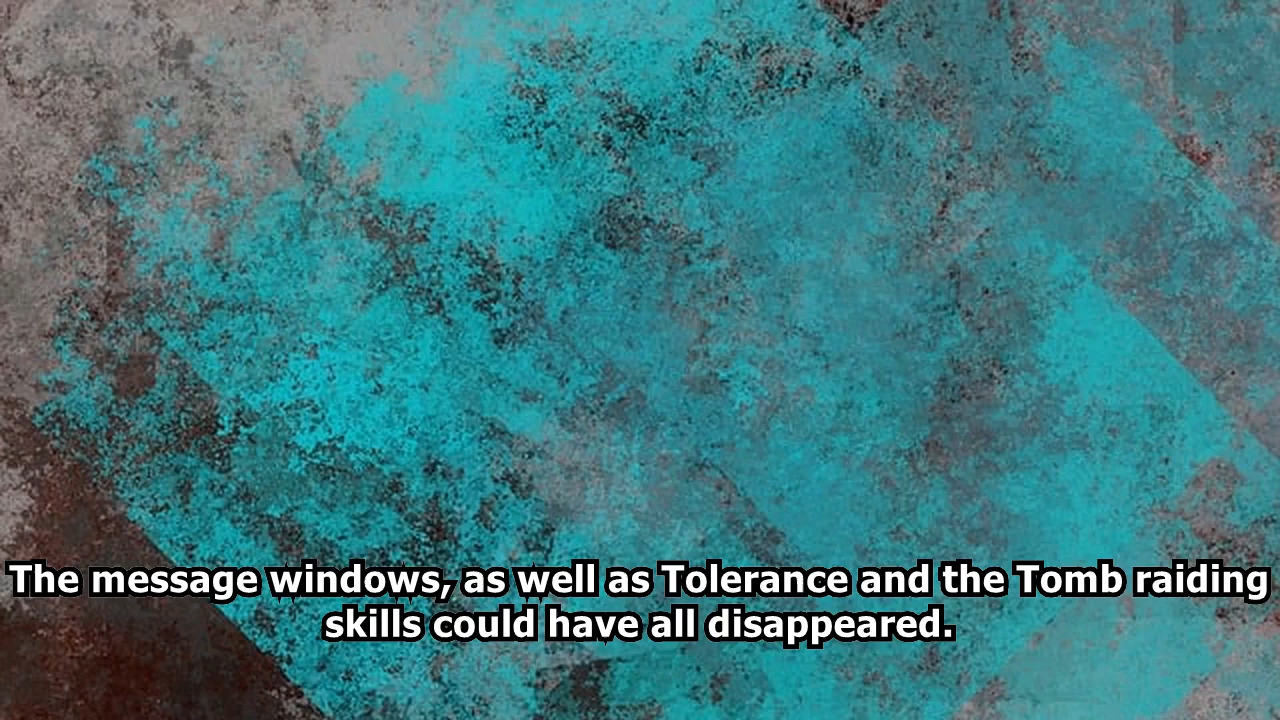 The message windows, as well as Tolerance and the Tomb raiding
skills could have all disappeared.